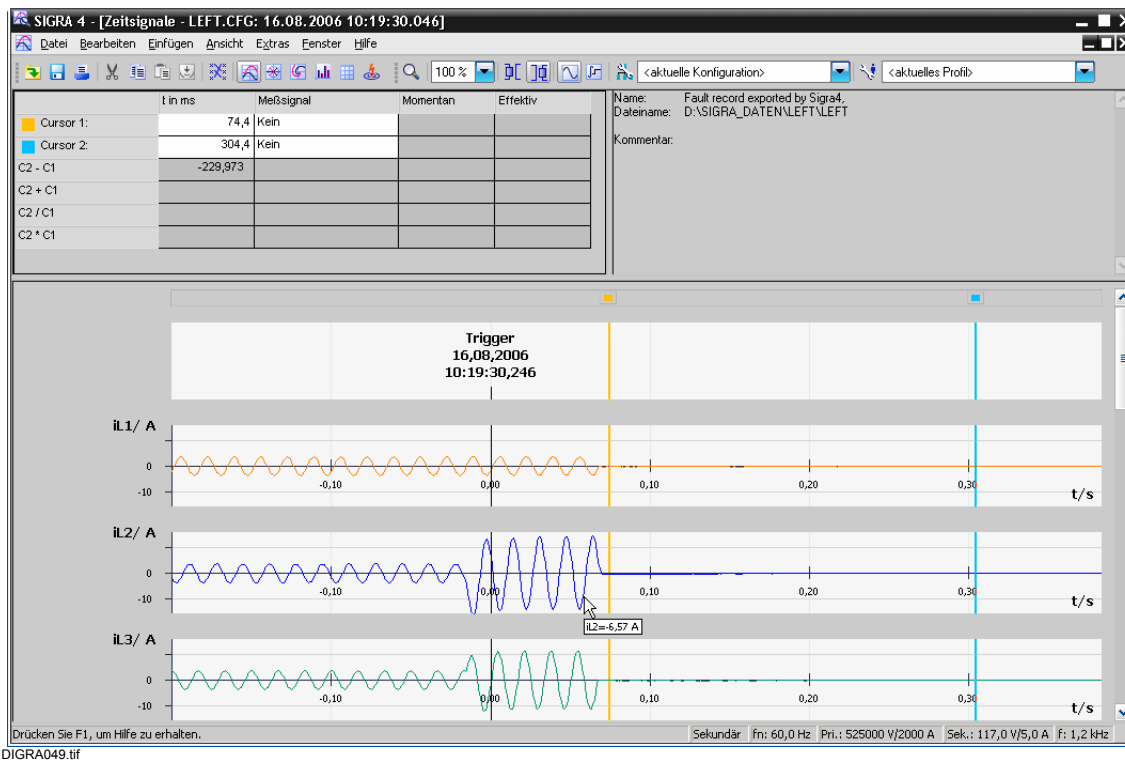 SIGRA 4 - [Zeitsignale - LEFT.CFG: 16.08.2006 10:19:30.046]
Datei Bearbeiten Einfügen Ansicht Extras Fenster Hilfe
100 % <aktuelle Konfiguration> <aktuelles Profil>
t in ms Meßsignal Momentan Effektiv
Cursor 1: 74,4 Kein
Cursor 2: 304,4 Kein
C2 - C1 -229,973
C2 + C1
C2 / C1
C2 * C1
Name: Fault record exported by Sigra4,
Dateiname: D:\SIGRA_DATEN\LEFT\LEFT
Kommentar:
Trigger
16,08,2006
10:19:30,246
iL1/ A
0
-10
-0,10 0,00 0,10 0,20 0,30
t/s
iL2/ A
0
-10
-0,10 0,00 0,10 0,20 0,30
t/s
iL2=-6,57 A
iL3/ A
0
-10
-0,10 0,00 0,10 0,20 0,30
t/s
Drücken Sie F1, um Hilfe zu erhalten. Sekundär fn: 60,0 Hz Pri.: 525000 V/2000 A Sek.: 117,0 V/5,0 A f: 1,2 kHz
DIGRA049.tif